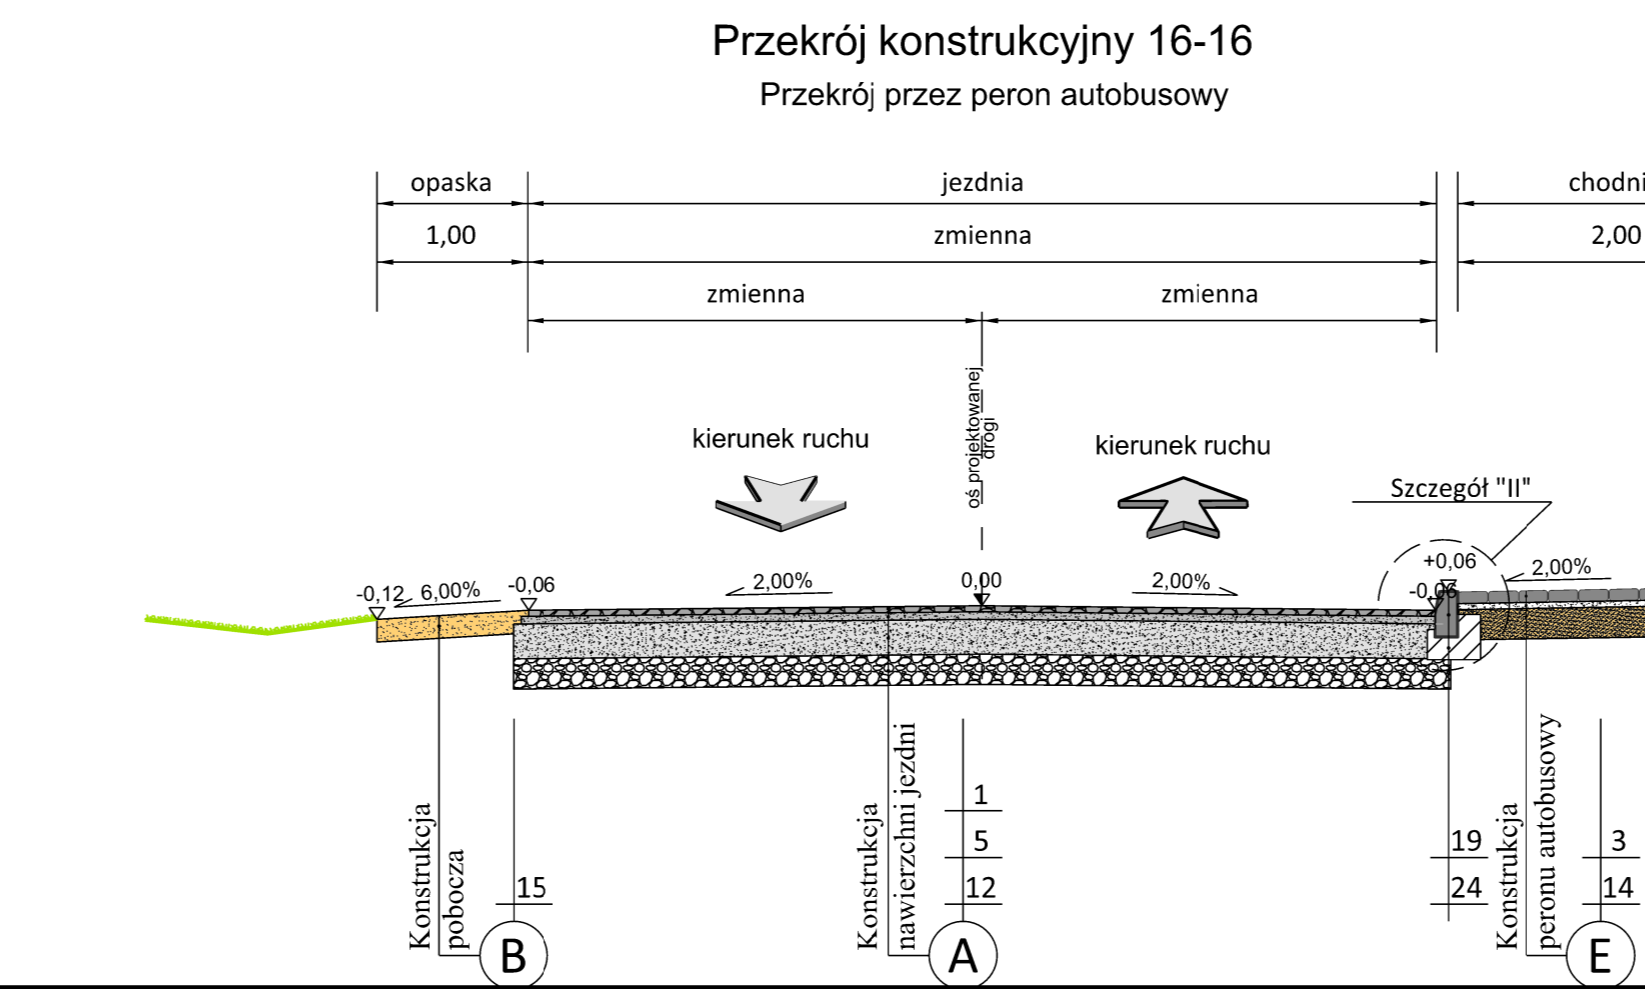 Przekrój konstrukcyjny 16-16
Przekrój przez peron autobusowy
opaska
jezdnia
chodni
1,00
zmienna
2,00
zmienna
zmienna
oś projektowanej
drogi
kierunek ruchu
kierunek ruchu
Szczegół "II"
-0,12
6,00%
-0,06
2,00%
0,00
2,00%
+0,06
-0,06
2,00%
Konstrukcja
pobocza
15
B
Konstrukcja
nawierzchni jezdni
1
5
12
A
19
24
Konstrukcja
peronu autobusowy
3
14
E